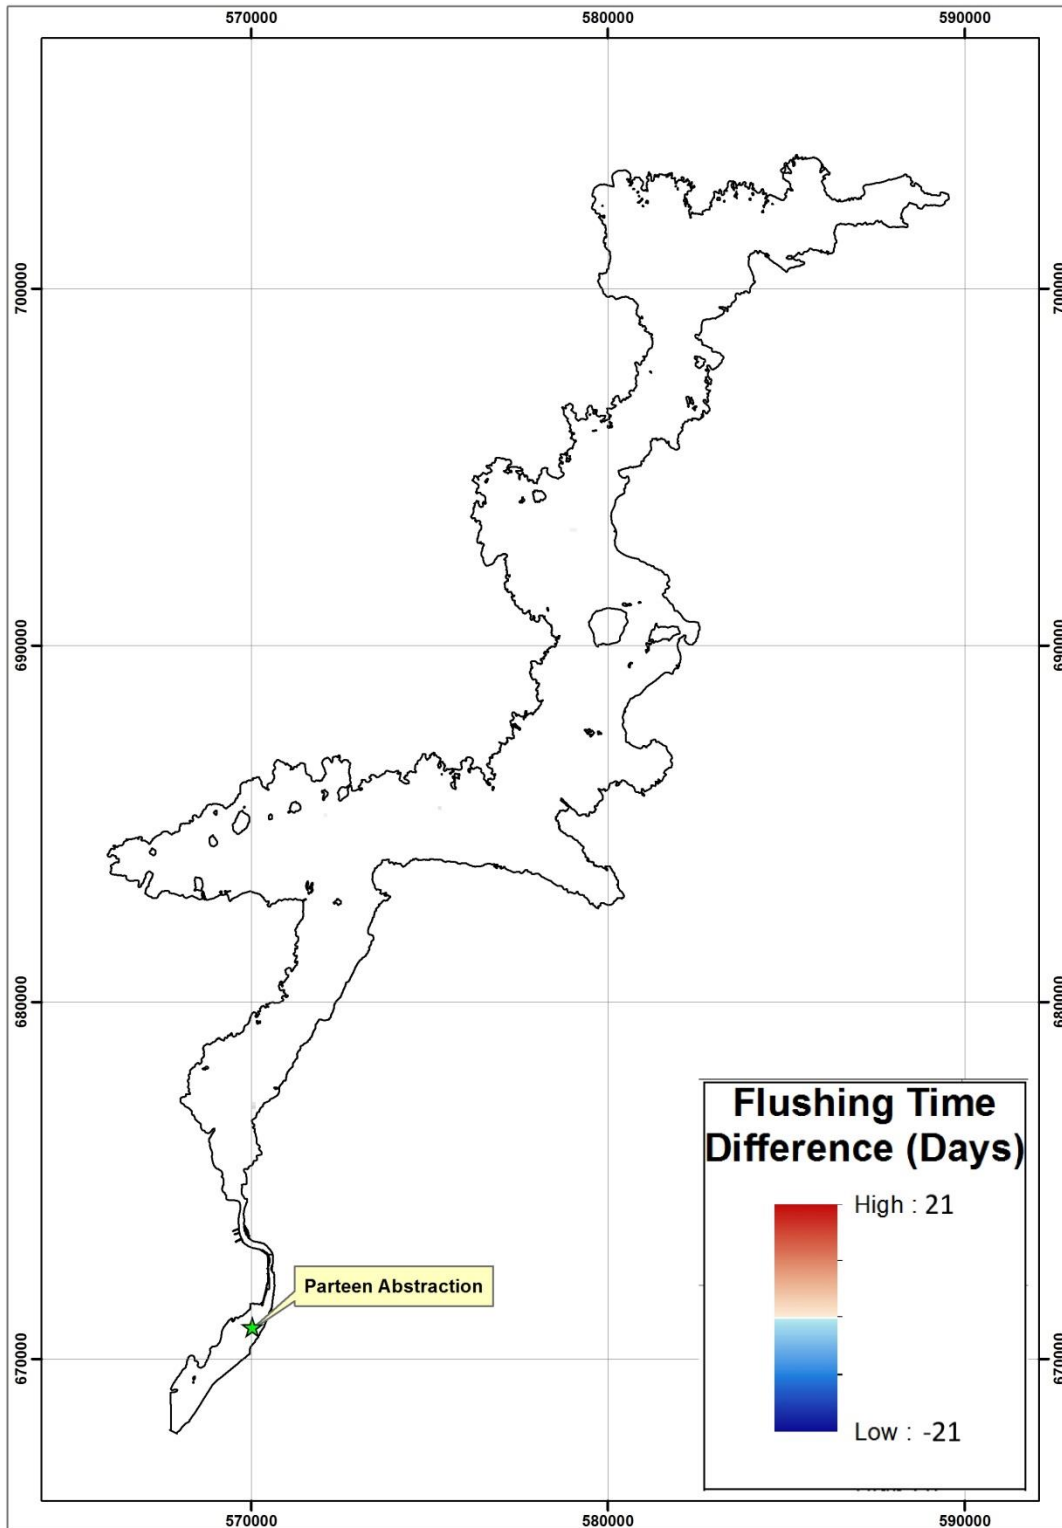 570000 580000 590000
700000 700000
690000 690000
680000 680000
Flushing Time
Difference (Days)
High : 21
Parteen Abstraction
670000 670000
Low : -21
570000 580000 590000